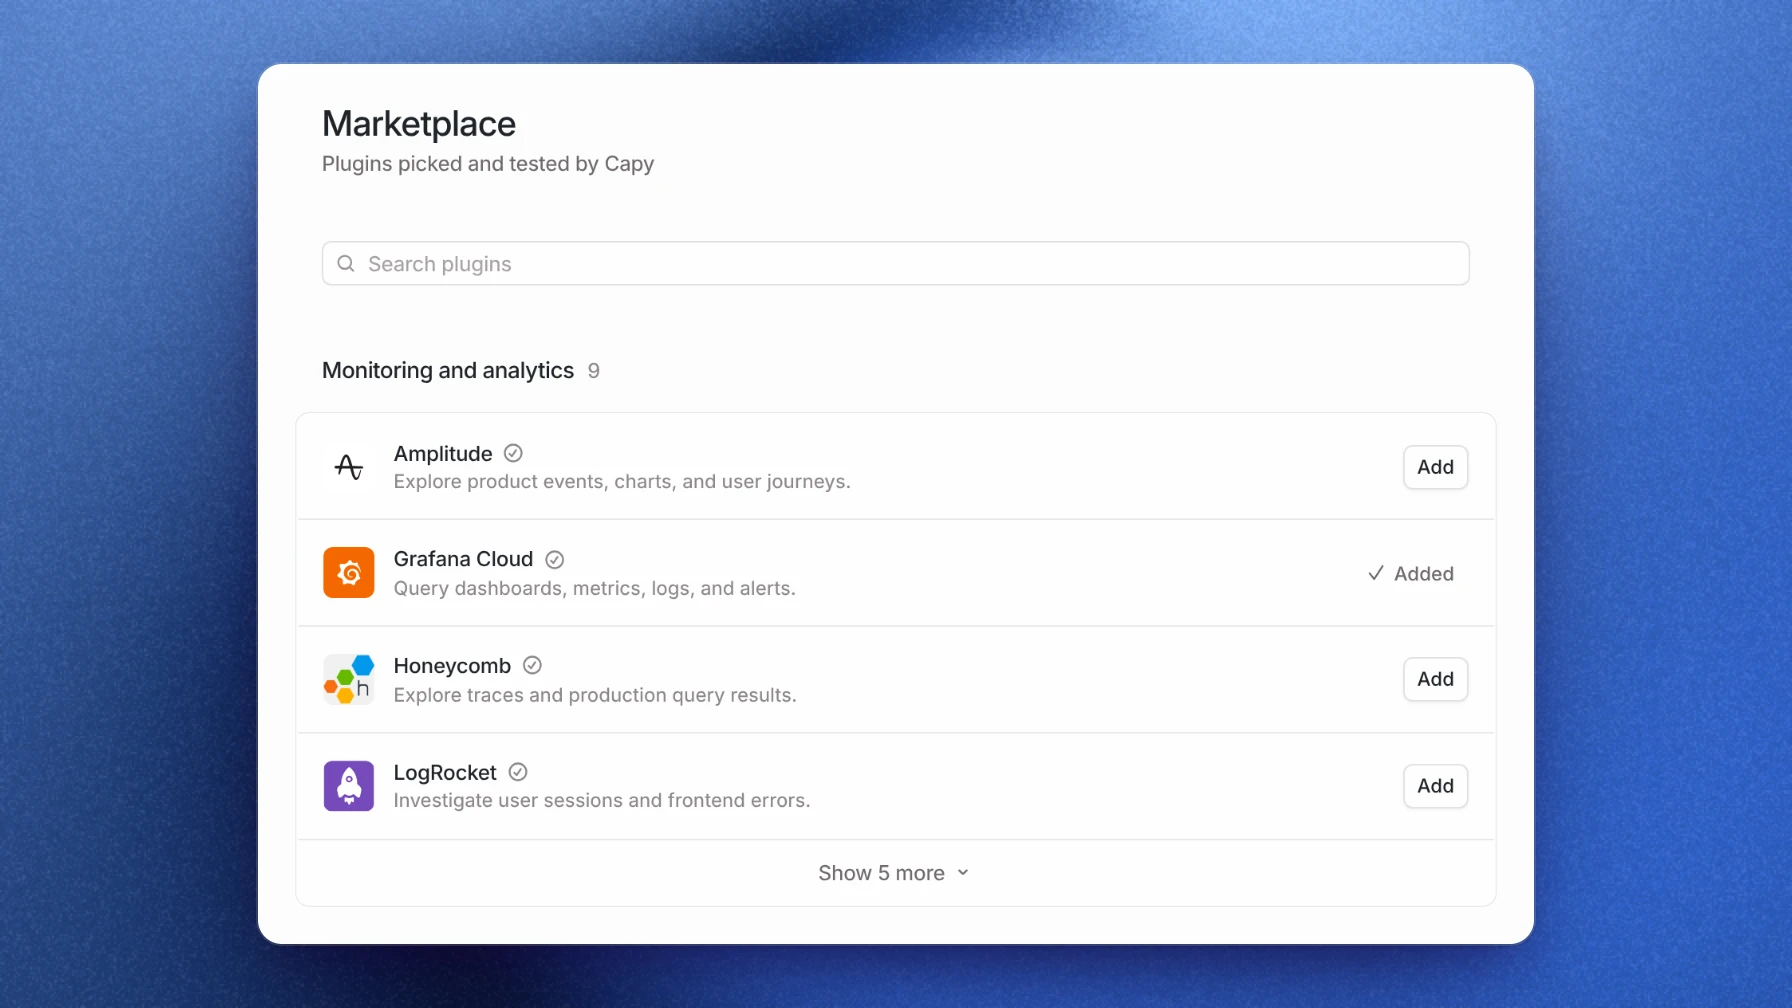 Marketplace
Plugins picked and tested by Capy
Search plugins
Monitoring and analytics 9
Amplitude
Explore product events, charts, and user journeys.
Add
Grafana Cloud
Query dashboards, metrics, logs, and alerts.
Added
h
Honeycomb
Explore traces and production query results.
Add
LogRocket
Investigate user sessions and frontend errors.
Add
Show 5 more